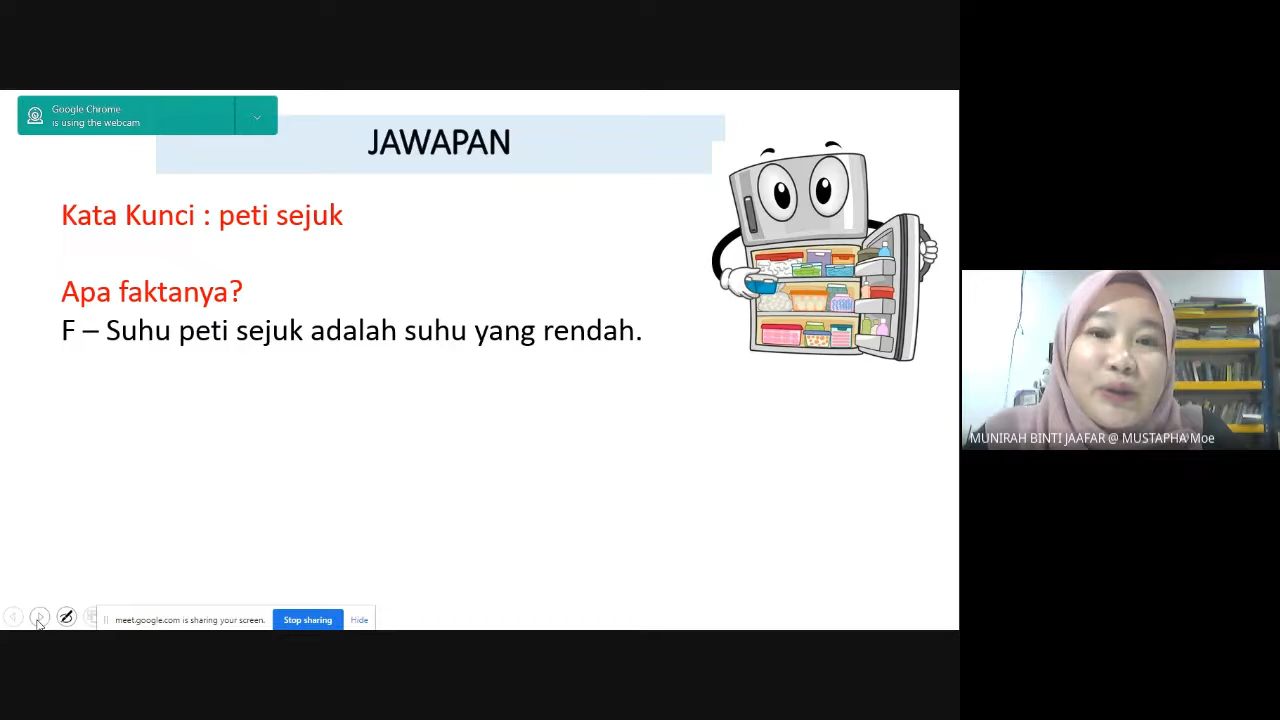 Google Chrome
is using the webcam
JAWAPAN
Kata Kunci : peti sejuk
Apa faktanya?
F – Suhu peti sejuk adalah suhu yang rendah.
MUNIRAH BINTI JAAFAR @ MUSTAPHA Moe
meet.google.com is sharing your screen.
Stop sharing
Hide